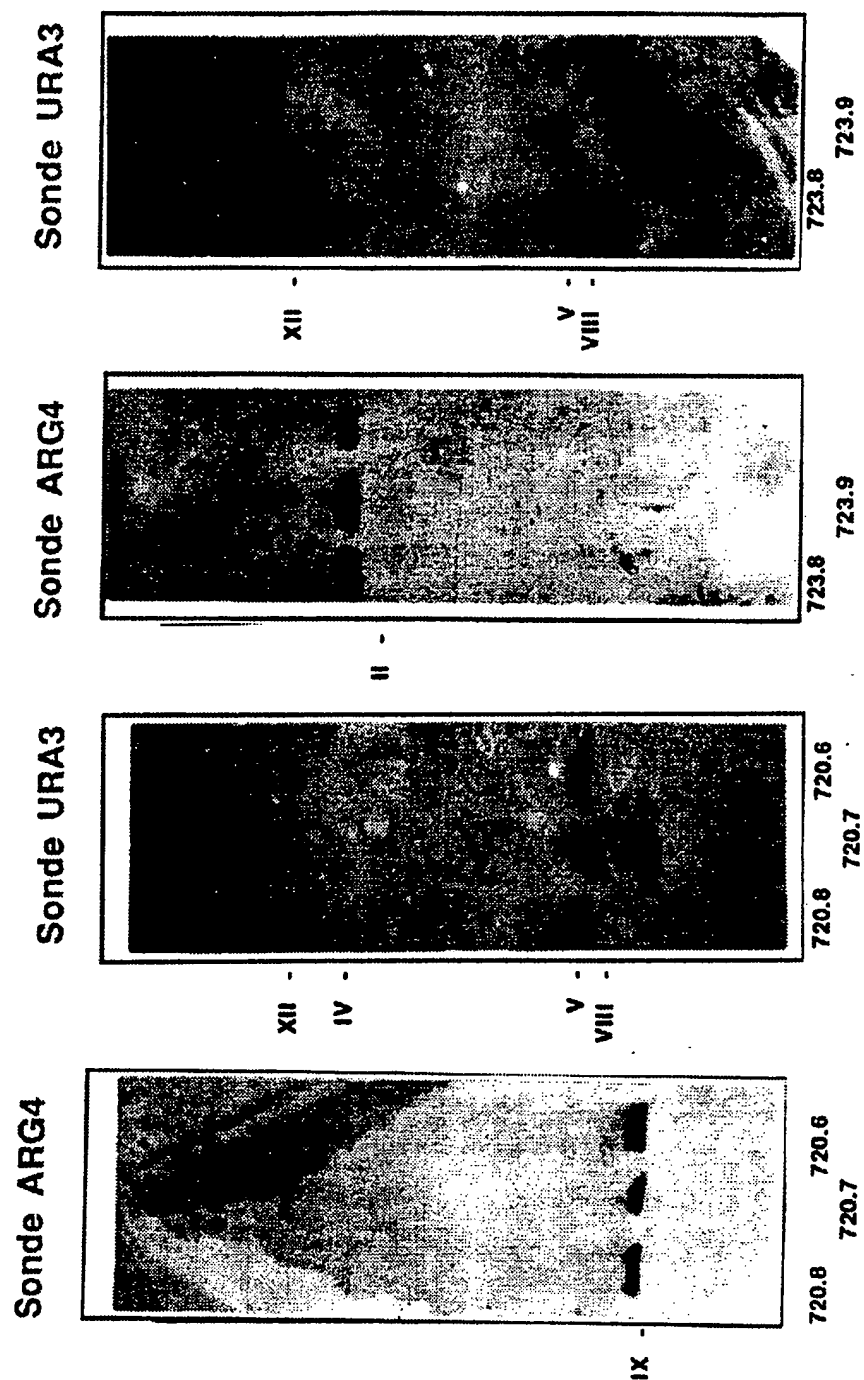 Sonde URA3
XII -
V -
VIII -
723.8
723.9
Sonde ARG4
II -
723.8
723.9
Sonde URA3
XII -
IV -
V -
VIII -
720.8
720.7
720.6
Sonde ARG4
IX -
720.8
720.7
720.6